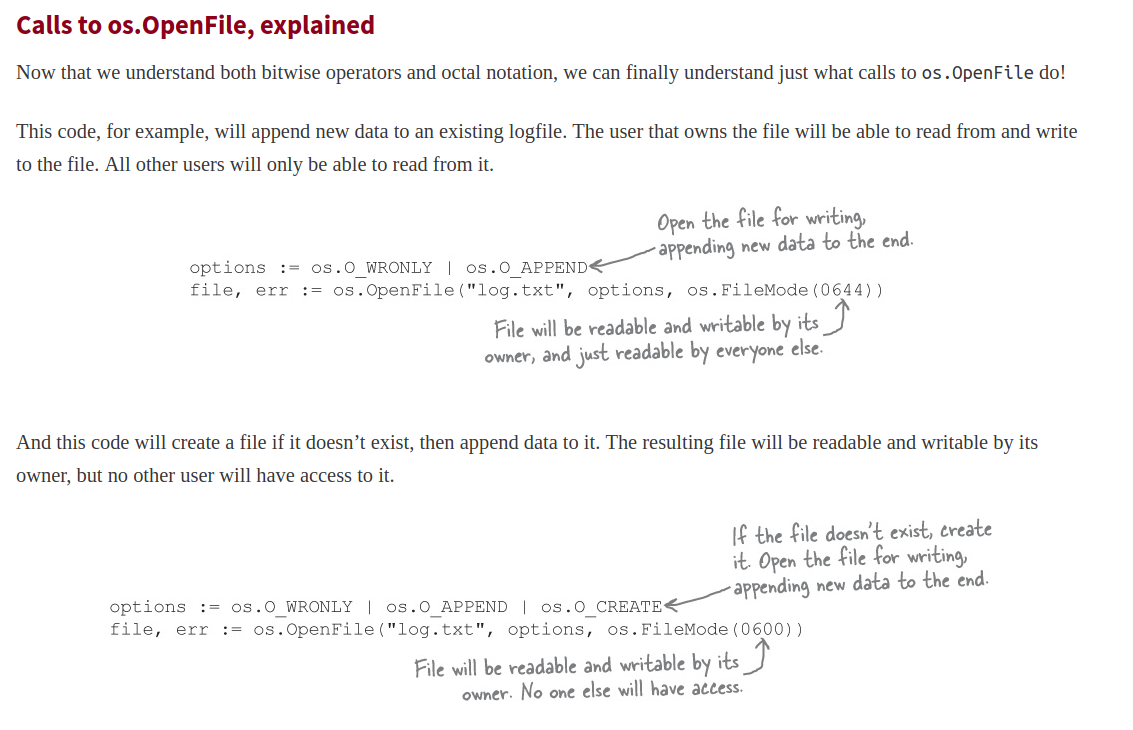 Calls to os.OpenFile, explained
Now that we understand both bitwise operators and octal notation, we can finally understand just what calls to os.OpenFile do!
This code, for example, will append new data to an existing logfile. The user that owns the file will be able to read from and write
to the file. All other users will only be able to read from it.
Open the file for writing,
appending new data to the end.
options := os.O_WRONLY | os.O_APPEND
file, err := os.OpenFile("log.txt", options, os.FileMode(0644))
File will be readable and writable by its
owner, and just readable by everyone else.
And this code will create a file if it doesn’t exist, then append data to it. The resulting file will be readable and writable by its
owner, but no other user will have access to it.
If the file doesn't exist, create
it. Open the file for writing,
appending new data to the end.
options := os.O_WRONLY | os.O_APPEND | os.O_CREATE
file, err := os.OpenFile("log.txt", options, os.FileMode(0600))
File will be readable and writable by its
owner. No one else will have access.